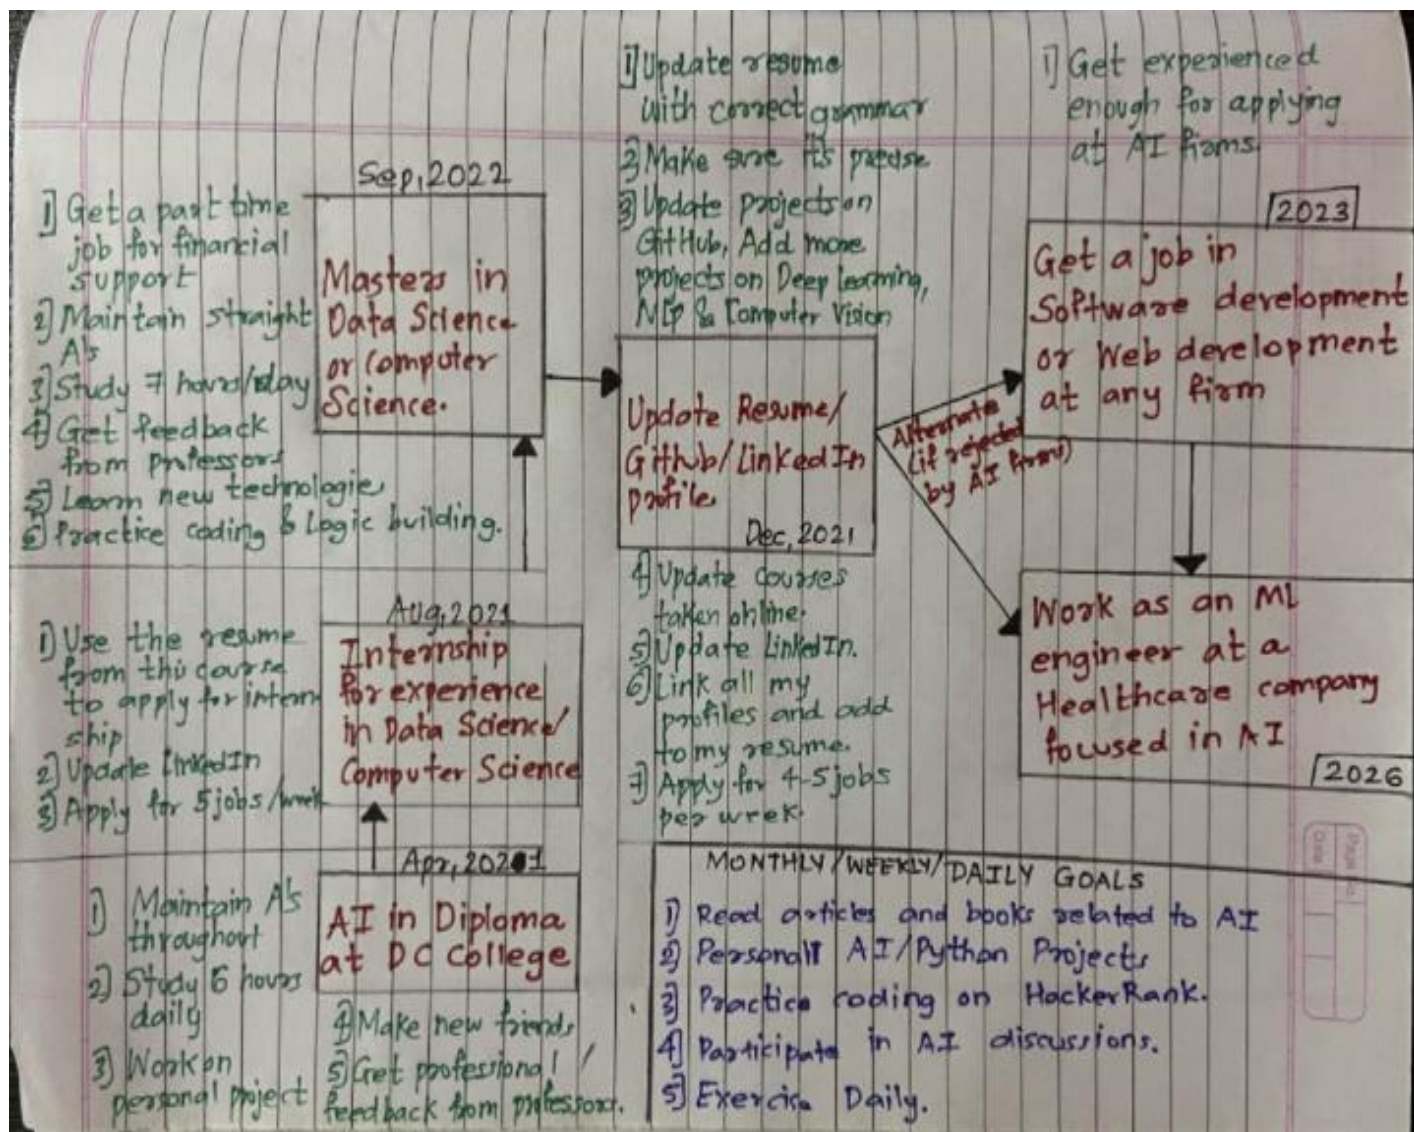 Sep,2022
1) Get a part time
job for financial
support
2) Maintain straight
A's
3) Study 7 hours/day
4) Get feedback
from professors
5) Learn new technologie,
6) Practice coding & Logic building.
Masters in
Data Science
or Computer
Science.
1) Update resume
with correct grammar
2) Make sure it's precise
3) Update projects on
GitHub, Add more
projects on Deep learning,
Nlp & Computer Vision
Update Resume/
Github/LinkedIn
profile.
Dec, 2021
4) Update courses
taken online.
5) Update LinkedIn.
6) Link all my
profiles and add
to my resume.
7) Apply for 4-5 jobs
per week.
1) Get experienced
enough for applying
at AI firms.
2023
Get a job in
Software development
or Web development
at any firm
Alternate
(if rejected
by AI firms)
Work as an ML
engineer at a
Healthcare company
focused in AI
2026
Aug,2021
1) Use the resume
from this course
to apply for intern
ship
2) Update LinkedIn
3) Apply for 5 jobs/week
Internship
for experience
in Data Science/
Computer Science
Apr,2021
1) Maintain A's
throughout
2) Study 6 hours
daily
3) Work on
personal project
AI in Diploma
at DC College
4) Make new friends
5) Get professional
feedback from professors.
MONTHLY/WEEKLY/DAILY GOALS
1) Read articles and books related to AI
2) Personall AI/Python Projects
3) Practice coding on HackerRank.
4) Participate in AI discussions.
5) Exercise Daily.
Page No
Date